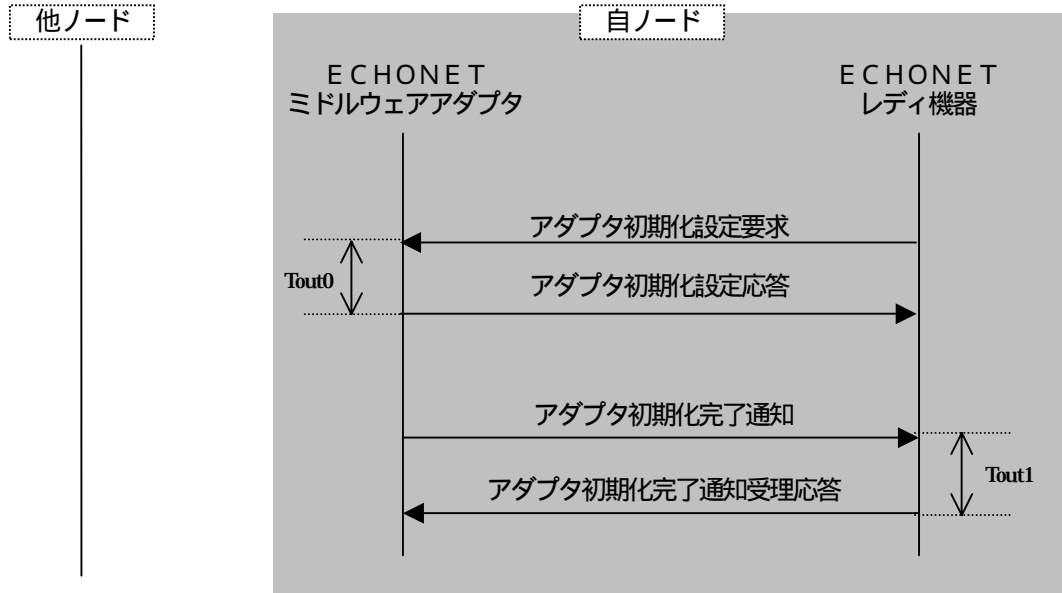 他ノード
自ノード
ＥＣＨＯＮＥＴ
ミドルウェアアダプタ
ＥＣＨＯＮＥＴ
レディ機器
アダプタ初期化設定要求
Tout0
アダプタ初期化設定応答
アダプタ初期化完了通知
Tout1
アダプタ初期化完了通知受理応答